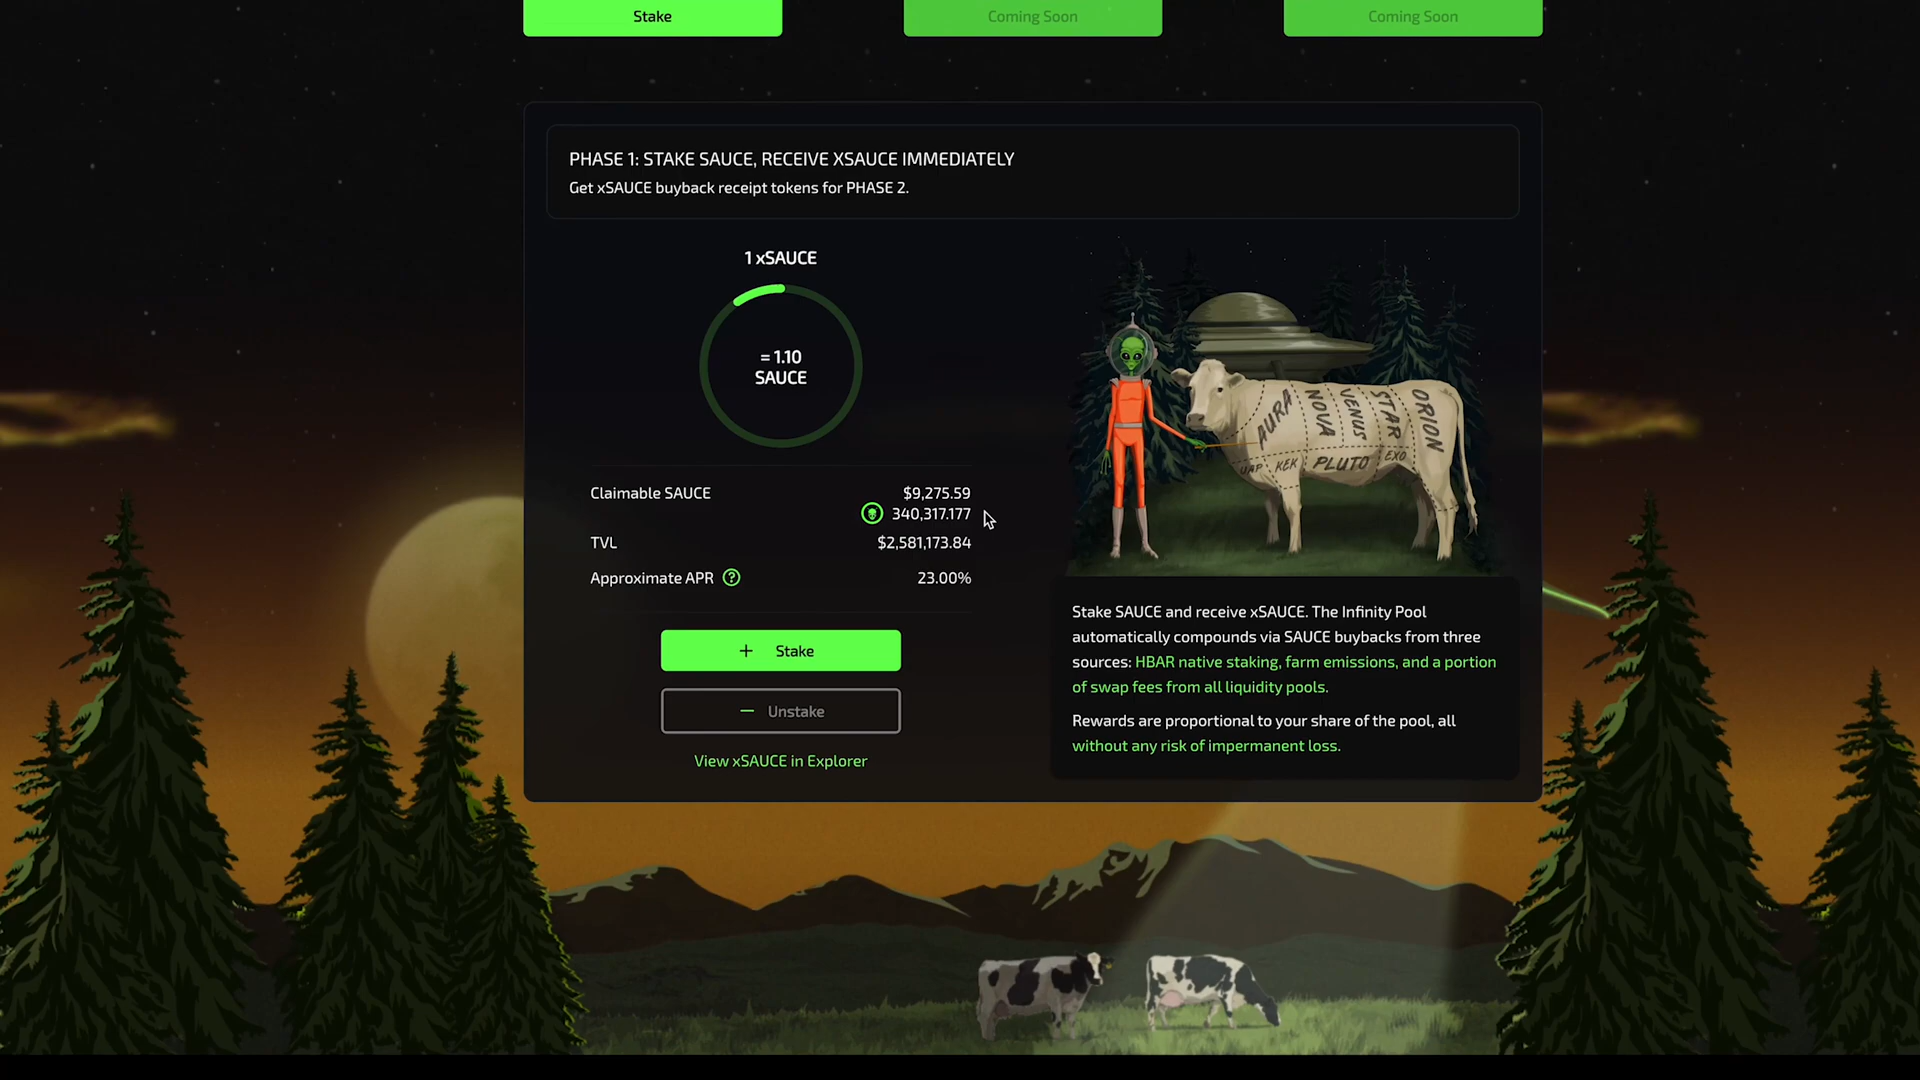 Stake
Coming Soon
Coming Soon
PHASE 1: STAKE SAUCE, RECEIVE XSAUCE IMMEDIATELY
Get xSAUCE buyback receipt tokens for PHASE 2.
1 xSAUCE
= 1.10
SAUCE
Claimable SAUCE
$9,275.59
340,317.177
TVL
$2,581,173.84
Approximate APR ?
23.00%
+ Stake
− Unstake
View xSAUCE in Explorer
AURA
NOVA
VENUS
STAR
ORION
UAP
KEK
PLUTO
EXO
Stake SAUCE and receive xSAUCE. The Infinity Pool
automatically compounds via SAUCE buybacks from three
sources: HBAR native staking, farm emissions, and a portion
of swap fees from all liquidity pools.
Rewards are proportional to your share of the pool, all
without any risk of impermanent loss.